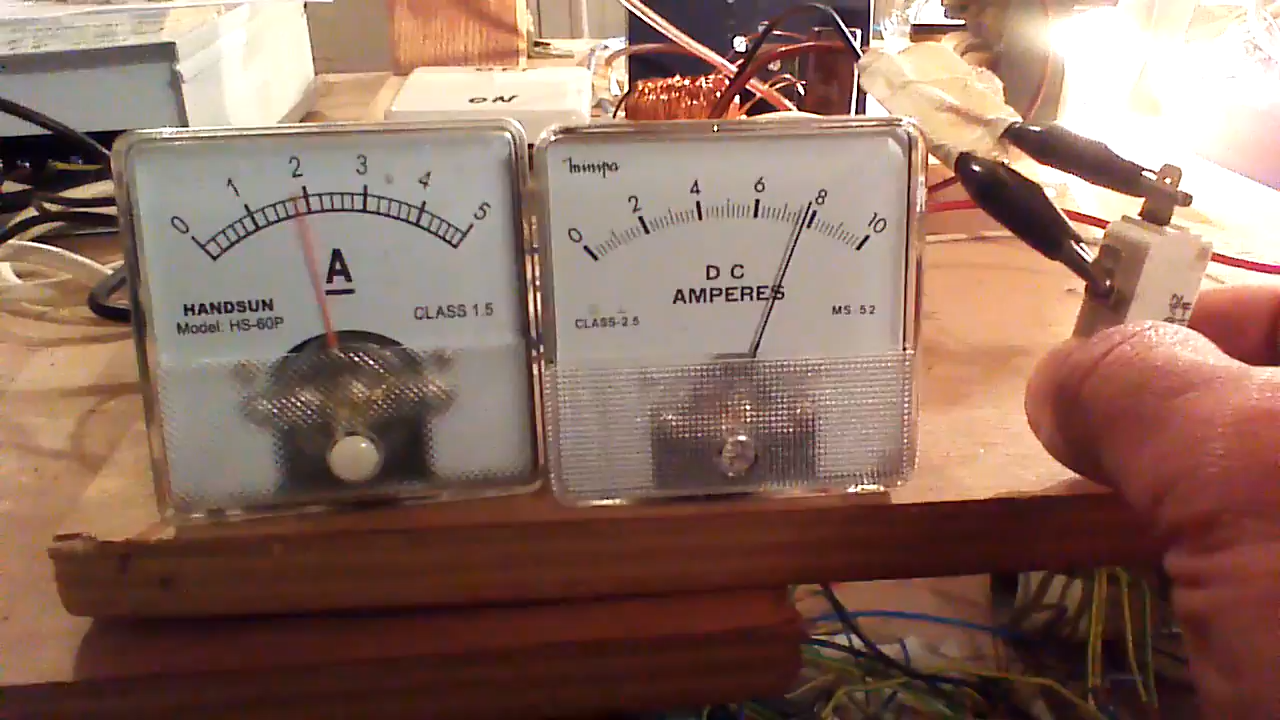 ON
0 1 2 3 4 5
A
HANDSUN
Model: HS-60P
CLASS 1.5
0 2 4 6 8 10
DC
AMPERES
CLASS-2.5
MS-52